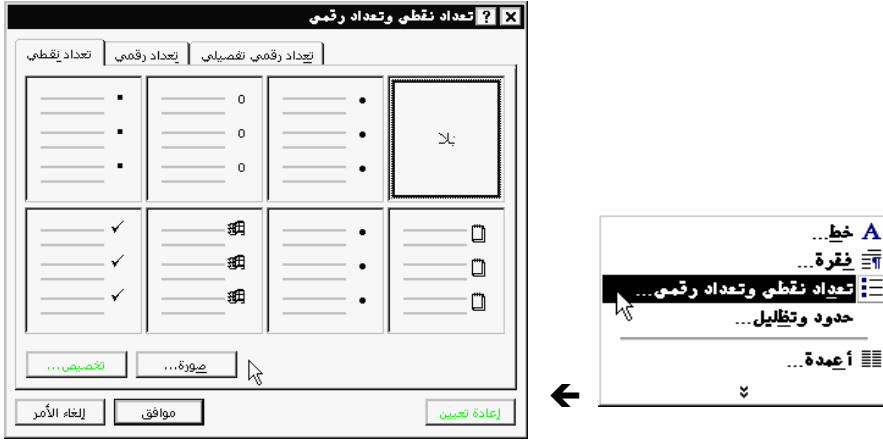 تعداد نقطي وتعداد رقمي
تعداد نقطي تعداد رقمي تعداد رقمي تفصيلي
بلا
صورة... تخصيص...
إعادة تعيين موافق إلغاء الأمر
خط...
فقرة...
تعداد نقطي وتعداد رقمي...
حدود وتظليل...
أعمدة...